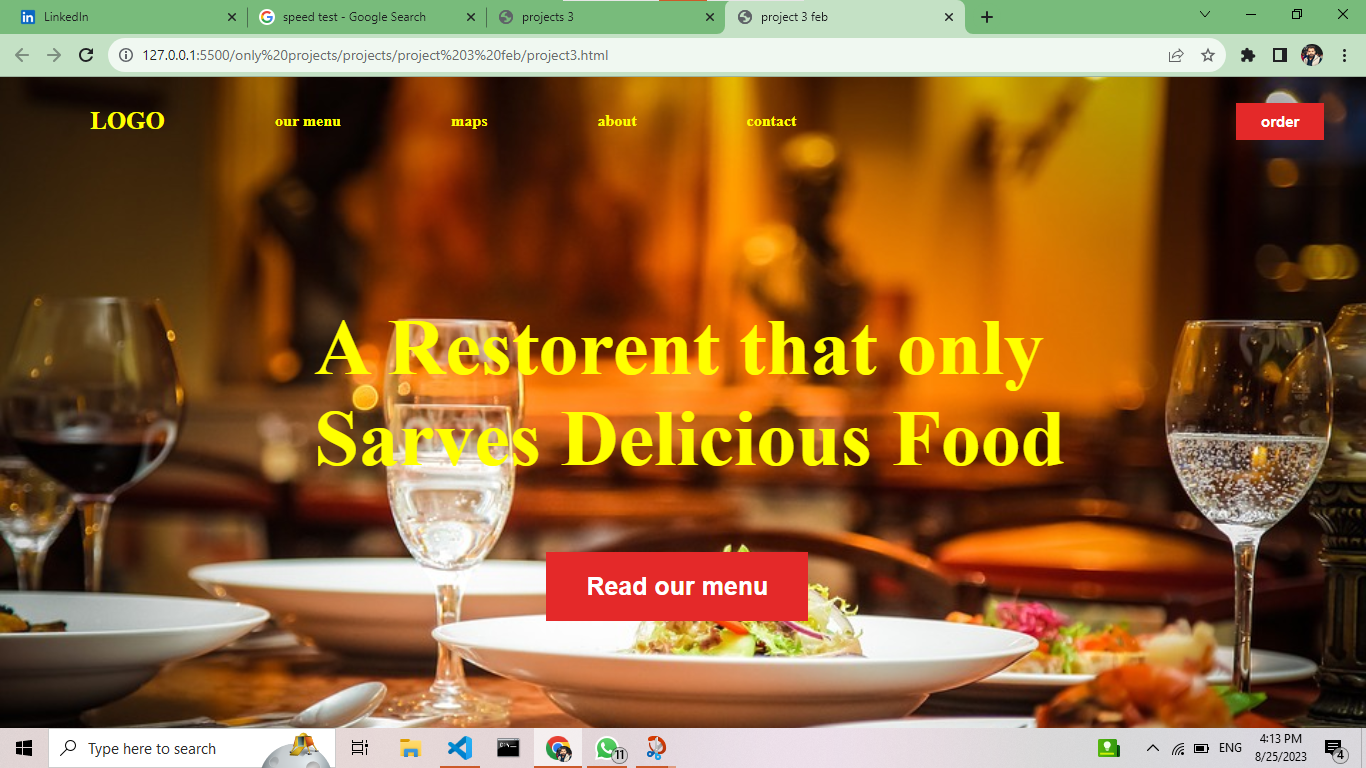 LinkedIn
speed test - Google Search
projects 3
project 3 feb
127.0.0.1:5500/only%20projects/projects/project%203%20feb/project3.html
LOGO
our menu
maps
about
contact
order
A Restorent that only
Sarves Delicious Food
Read our menu
Type here to search
11
ENG
4:13 PM
8/25/2023
4